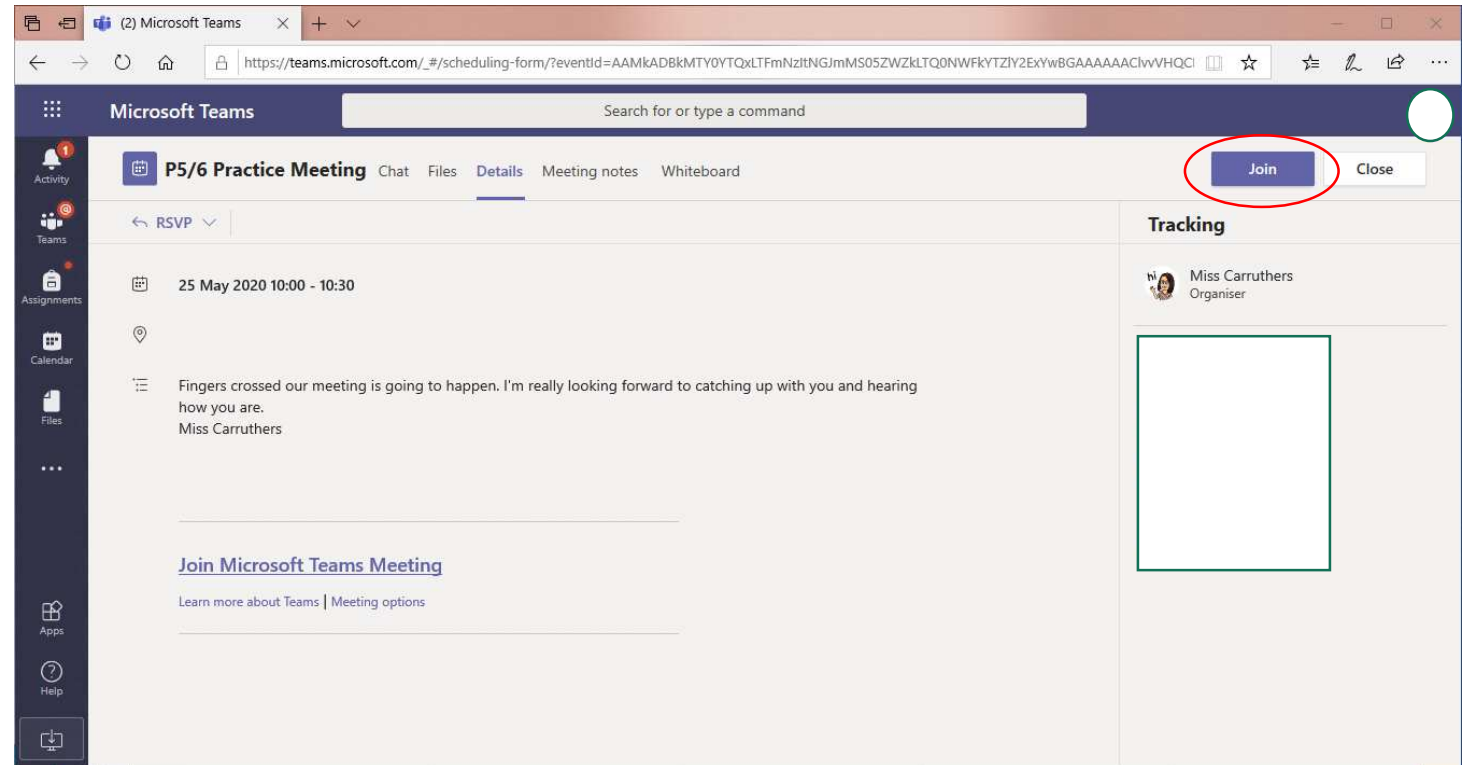 (2) Microsoft Teams
https://teams.microsoft.com/_#/scheduling-form/?eventId=AAMkADBkMTY0YTQxLTFmNzItNGJmMS05ZWZkLTQ0NWFkYTZlY2ExYwBGAAAAAAClvvVHQCl
Microsoft Teams
Search for or type a command
1
Activity
P5/6 Practice Meeting Chat Files Details Meeting notes Whiteboard
Join Close
@
Teams
RSVP
Tracking
Assignments
25 May 2020 10:00 - 10:30
hi
Miss Carruthers
Organiser
Calendar
Fingers crossed our meeting is going to happen. I'm really looking forward to catching up with you and hearing
how you are.
Miss Carruthers
Files
Join Microsoft Teams Meeting
Learn more about Teams | Meeting options
Apps
Help